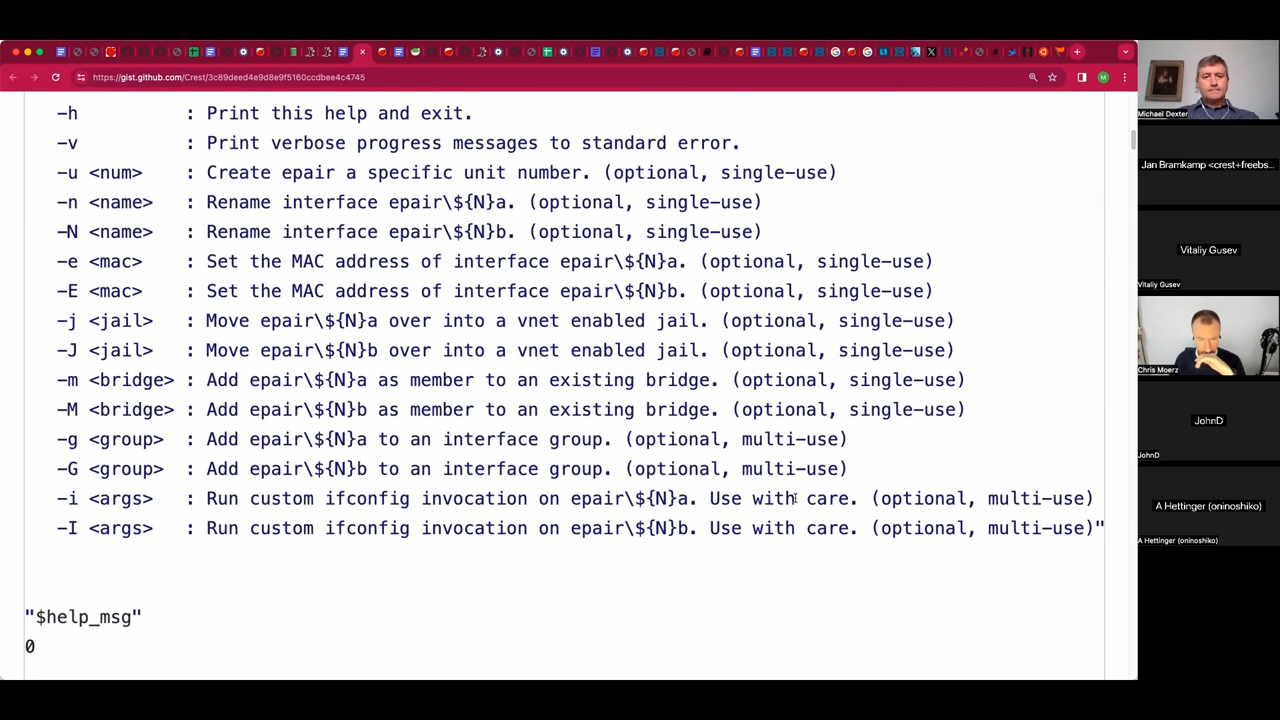 https://gist.github.com/Crest/3c89deed4e9d8e9f5160ccdbee4c4745
-h : Print this help and exit.
-v : Print verbose progress messages to standard error.
-u <num> : Create epair a specific unit number. (optional, single-use)
-n <name> : Rename interface epair\${N}a. (optional, single-use)
-N <name> : Rename interface epair\${N}b. (optional, single-use)
-e <mac> : Set the MAC address of interface epair\${N}a. (optional, single-use)
-E <mac> : Set the MAC address of interface epair\${N}b. (optional, single-use)
-j <jail> : Move epair\${N}a over into a vnet enabled jail. (optional, single-use)
-J <jail> : Move epair\${N}b over into a vnet enabled jail. (optional, single-use)
-m <bridge> : Add epair\${N}a as member to an existing bridge. (optional, single-use)
-M <bridge> : Add epair\${N}b as member to an existing bridge. (optional, single-use)
-g <group> : Add epair\${N}a to an interface group. (optional, multi-use)
-G <group> : Add epair\${N}b to an interface group. (optional, multi-use)
-i <args> : Run custom ifconfig invocation on epair\${N}a. Use with care. (optional, multi-use)
-I <args> : Run custom ifconfig invocation on epair\${N}b. Use with care. (optional, multi-use)"
"$help_msg"
0
Michael Dexter
Jan Bramkamp <crest+freebs...
Vitaliy Gusev
Vitaliy Gusev
Chris Moerz
JohnD
JohnD
A Hettinger (oninoshiko)
A Hettinger (oninoshiko)